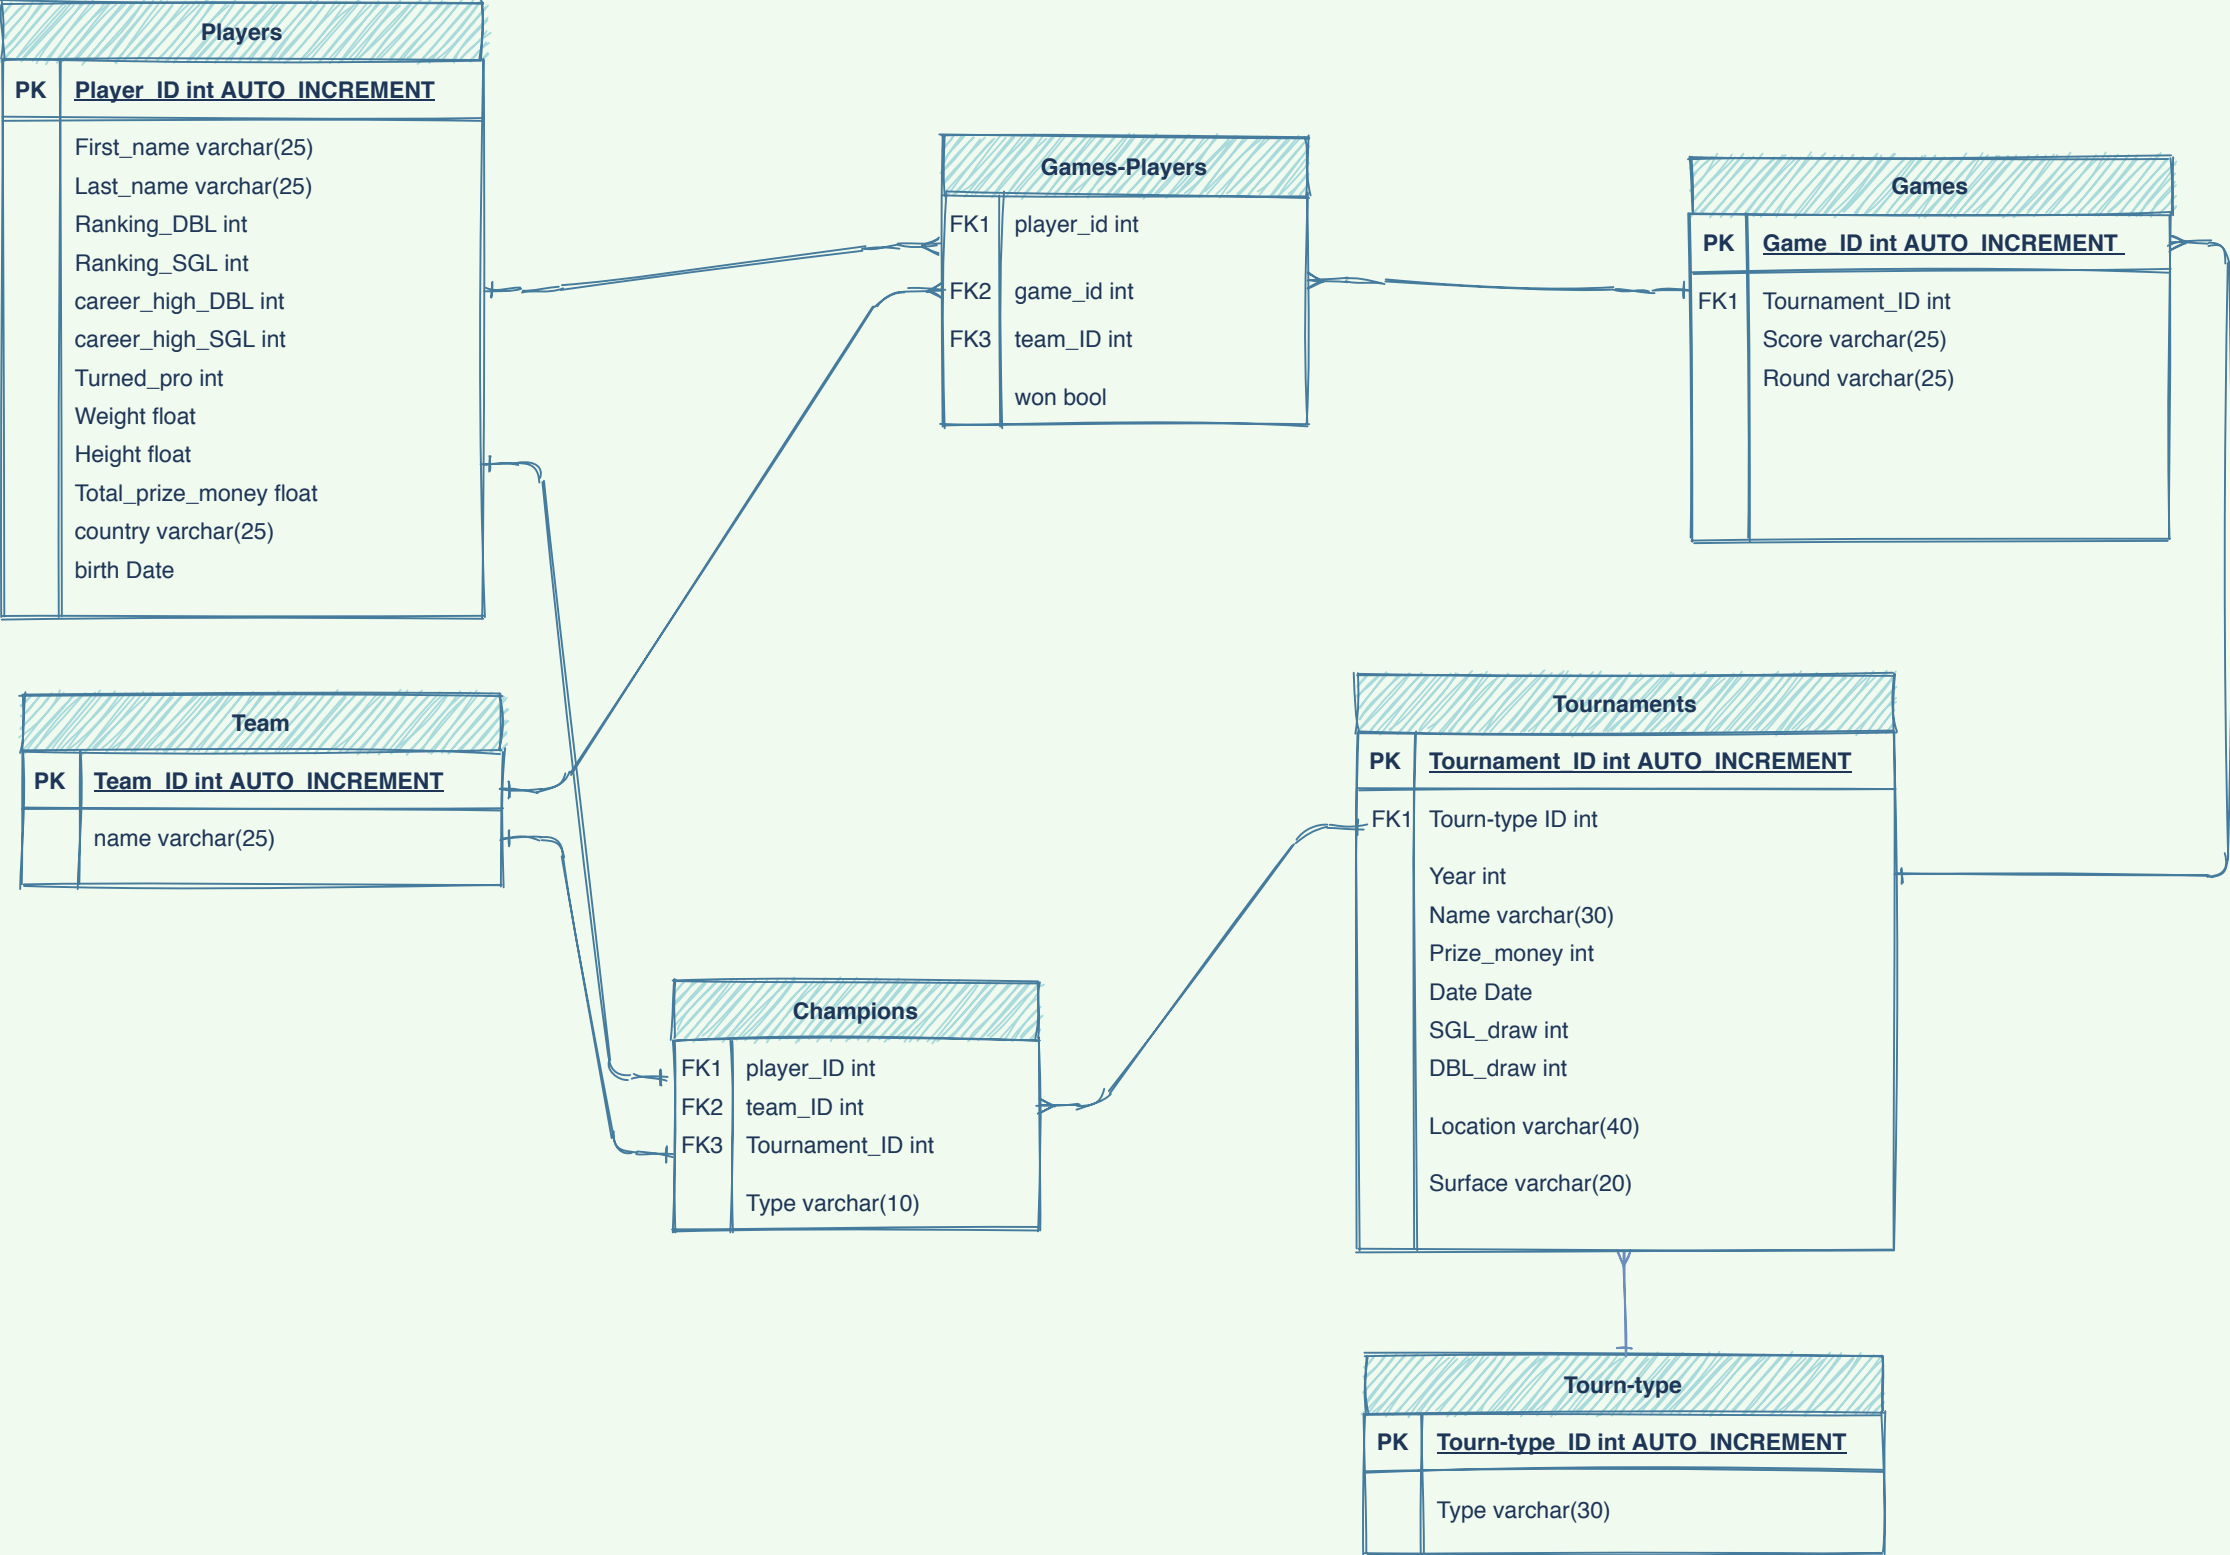 Players
PK Player_ID int AUTO_INCREMENT
First_name varchar(25)
Last_name varchar(25)
Ranking_DBL int
Ranking_SGL int
career_high_DBL int
career_high_SGL int
Turned_pro int
Weight float
Height float
Total_prize_money float
country varchar(25)
birth Date
Games-Players
FK1 player_id int
FK2 game_id int
FK3 team_ID int
won bool
Games
PK Game_ID int AUTO_INCREMENT
FK1 Tournament_ID int
Score varchar(25)
Round varchar(25)
Team
PK Team_ID int AUTO_INCREMENT
name varchar(25)
Tournaments
PK Tournament_ID int AUTO_INCREMENT
FK1 Tourn-type ID int
Year int
Name varchar(30)
Prize_money int
Date Date
SGL_draw int
DBL_draw int
Location varchar(40)
Surface varchar(20)
Champions
FK1 player_ID int
FK2 team_ID int
FK3 Tournament_ID int
Type varchar(10)
Tourn-type
PK Tourn-type_ID int AUTO_INCREMENT
Type varchar(30)